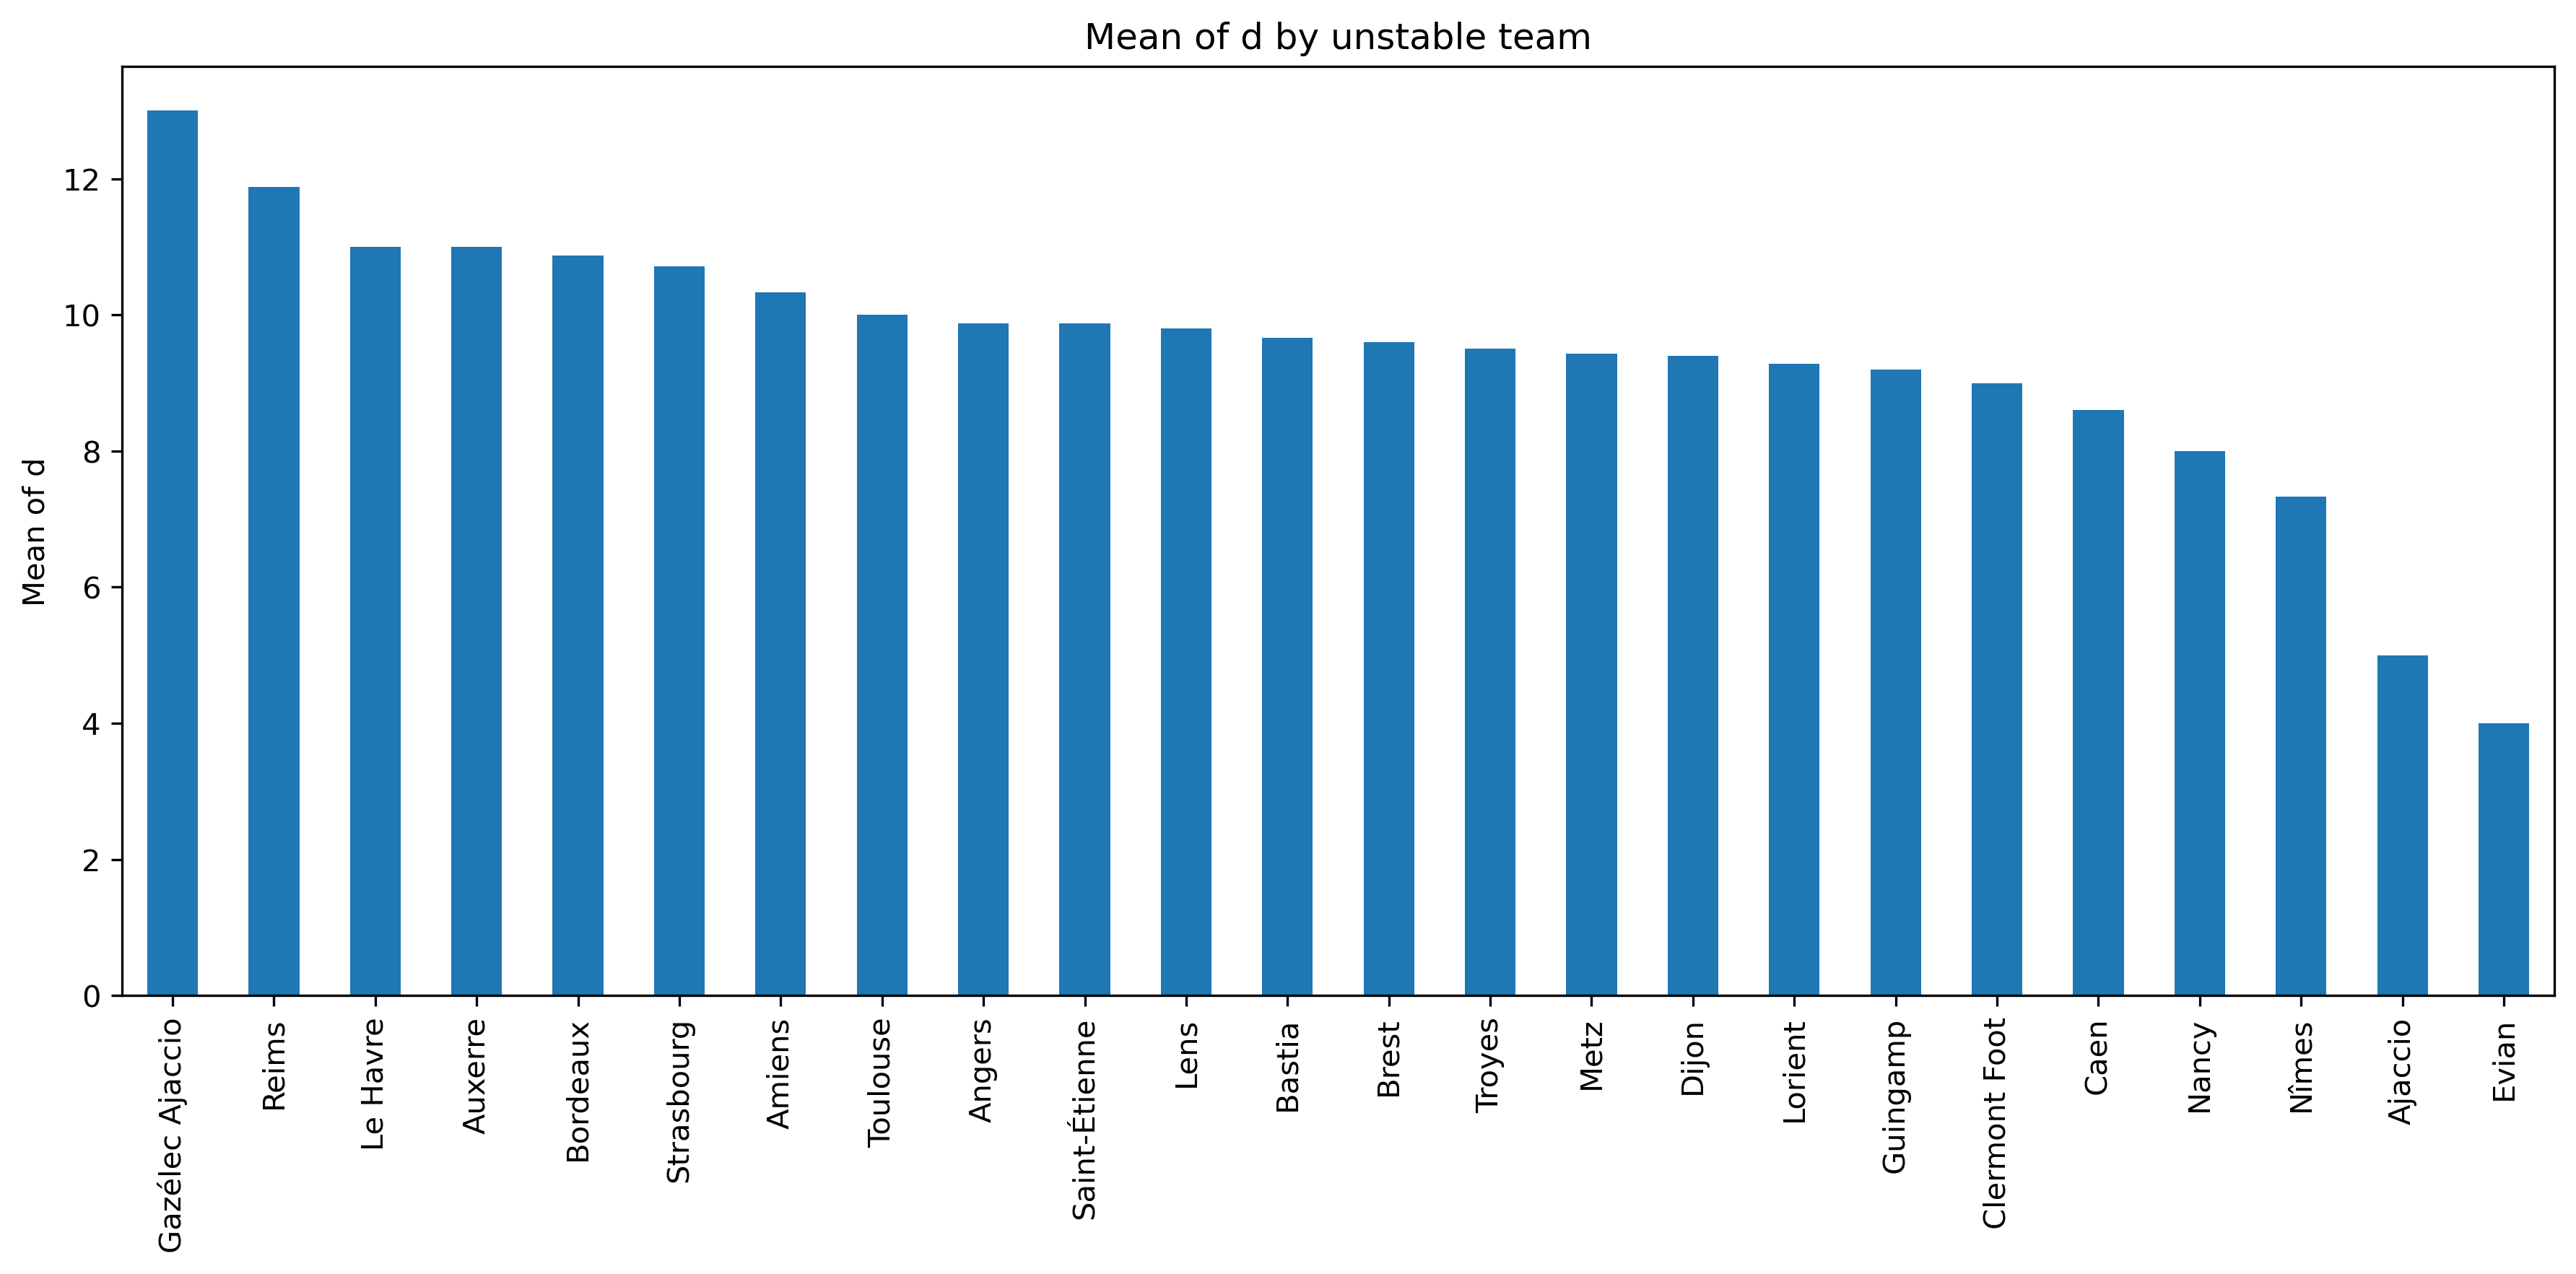 Mean of d by unstable team
Mean of d
12
10
8
6
4
2
0
Gazélec Ajaccio
Reims
Le Havre
Auxerre
Bordeaux
Strasbourg
Amiens
Toulouse
Angers
Saint-Étienne
Lens
Bastia
Brest
Troyes
Metz
Dijon
Lorient
Guingamp
Clermont Foot
Caen
Nancy
Nîmes
Ajaccio
Evian